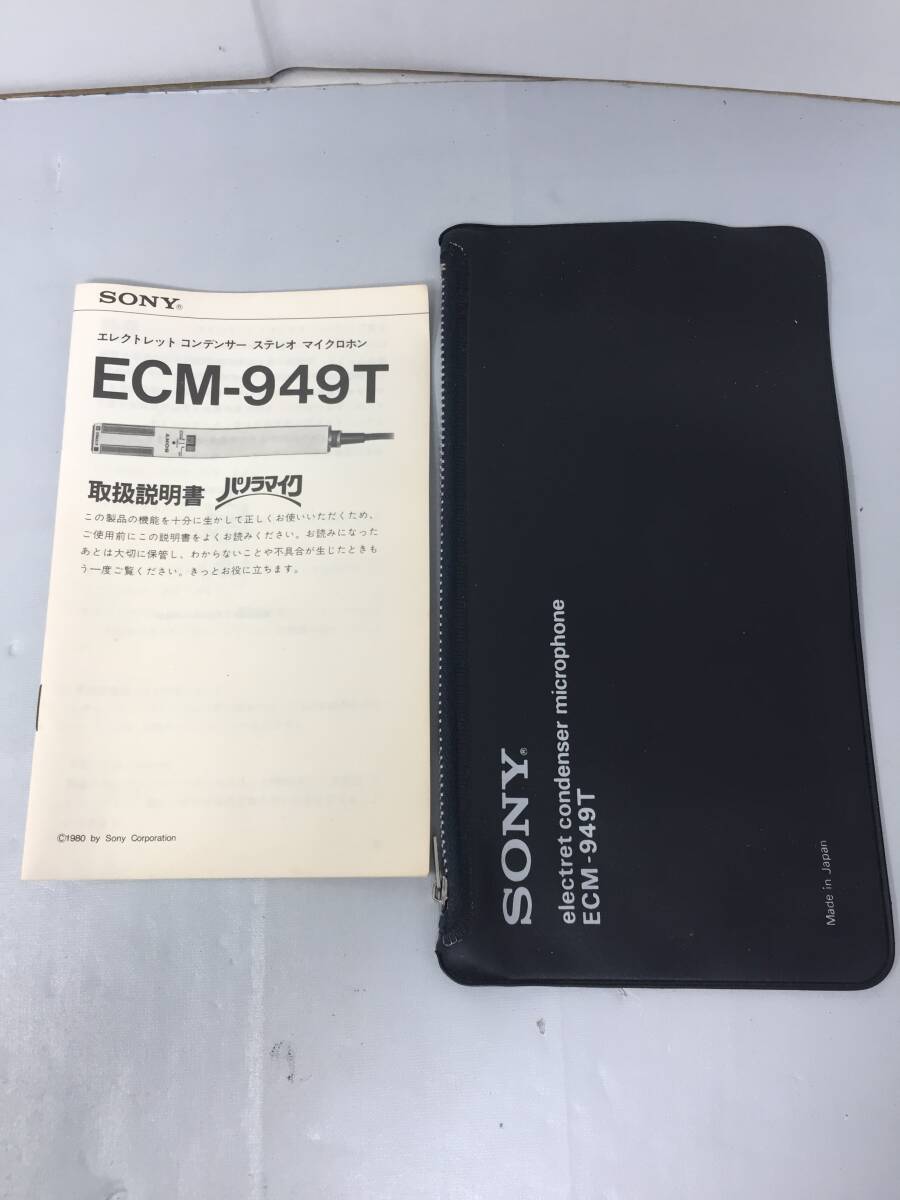 SONY®
エレクトレット コンデンサー ステレオ マイクロホン
ECM-949T
SONY
取扱説明書 パノラマイク
この製品の機能を十分に生かして正しくお使いいただくため、
ご使用前にこの説明書をよくお読みください。お読みになった
あとは大切に保管し、わからないことや不具合が生じたときも
う一度ご覧ください。きっとお役に立ちます。
©1980 by Sony Corporation
SONY®
electret condenser microphone
ECM-949T
Made in Japan